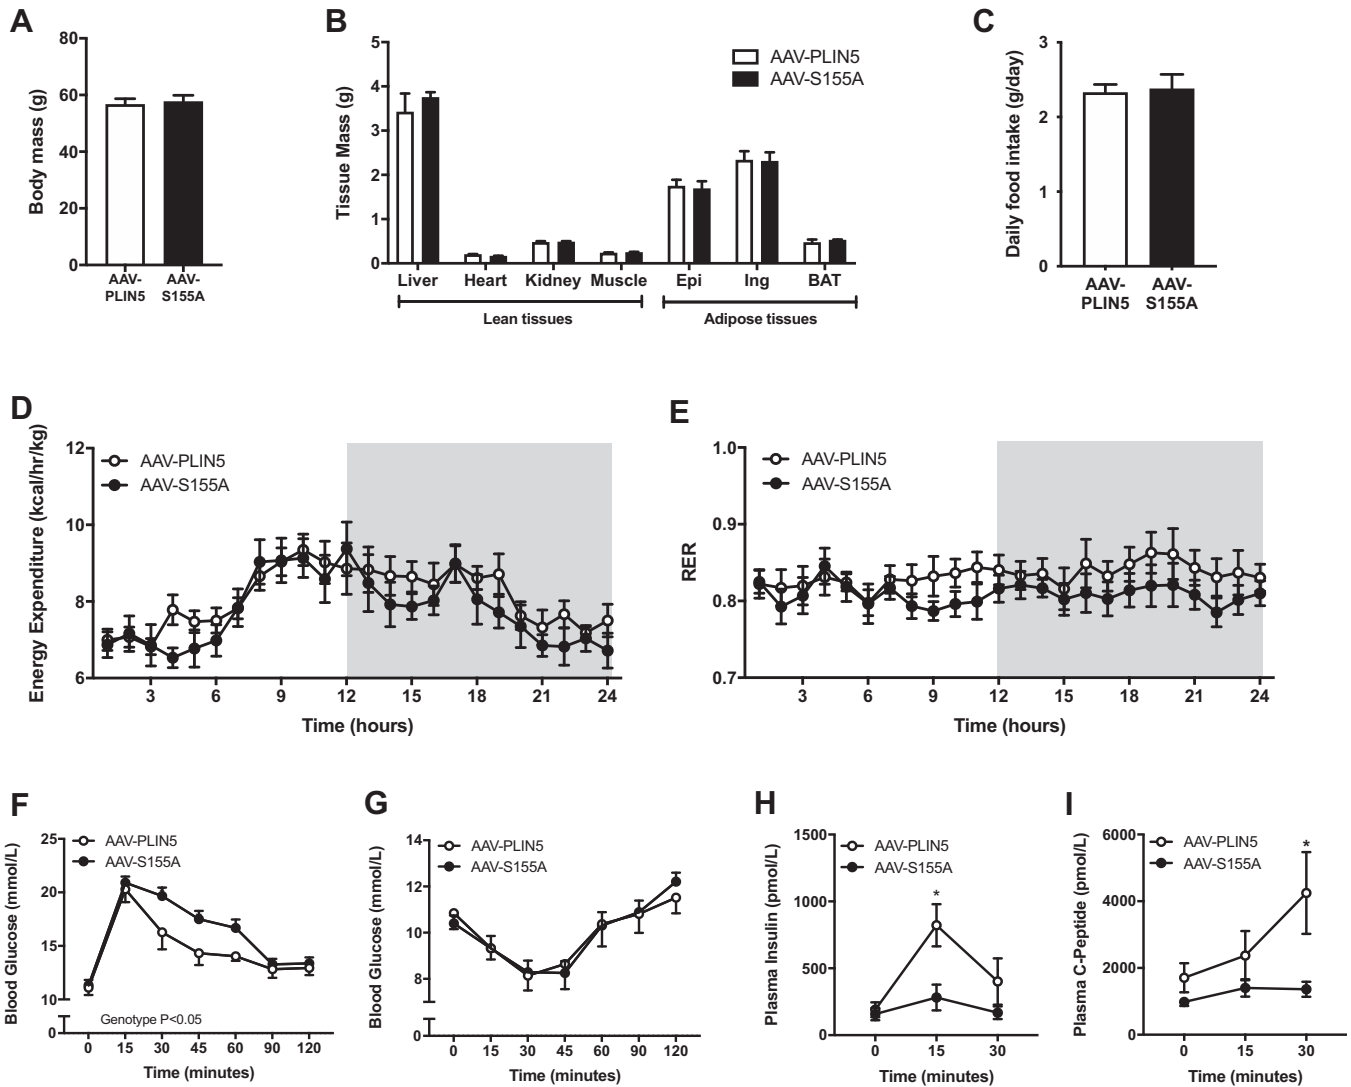 A
Body mass (g)
80
60
40
20
0
AAV-
PLIN5
AAV-
S155A
B
Tissue Mass (g)
5
4
3
2
1
0
AAV-PLIN5
AAV-S155A
Liver Heart Kidney Muscle Epi Ing BAT
Lean tissues Adipose tissues
C
Daily food intake (g/day)
3
2
1
0
AAV-
PLIN5
AAV-
S155A
D
Energy Expenditure (kcal/hr/kg)
12
10
8
6
AAV-PLIN5
AAV-S155A
3 6 9 12 15 18 21 24
Time (hours)
E
RER
1.0
0.9
0.8
0.7
AAV-PLIN5
AAV-S155A
3 6 9 12 15 18 21 24
Time (hours)
F
Blood Glucose (mmol/L)
25
20
15
10
0
AAV-PLIN5
AAV-S155A
Genotype P<0.05
0 15 30 45 60 90 120
Time (minutes)
G
Blood Glucose (mmol/L)
14
12
10
8
0
AAV-PLIN5
AAV-S155A
0 15 30 45 60 90 120
Time (minutes)
H
Plasma Insulin (pmol/L)
1500
1000
500
0
AAV-PLIN5
AAV-S155A
*
0 15 30
Time (minutes)
I
Plasma C-Peptide (pmol/L)
6000
4000
2000
0
AAV-PLIN5
AAV-S155A
*
0 15 30
Time (minutes)